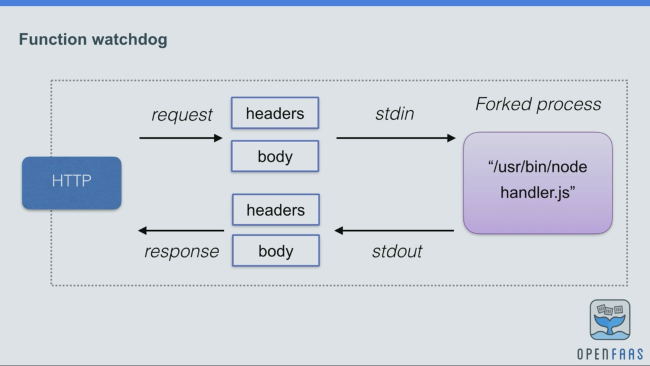 Function watchdog
Forked process
request
headers
stdin
body
HTTP
“/usr/bin/node
handler.js”
headers
response
body
stdout
OPENFAAS